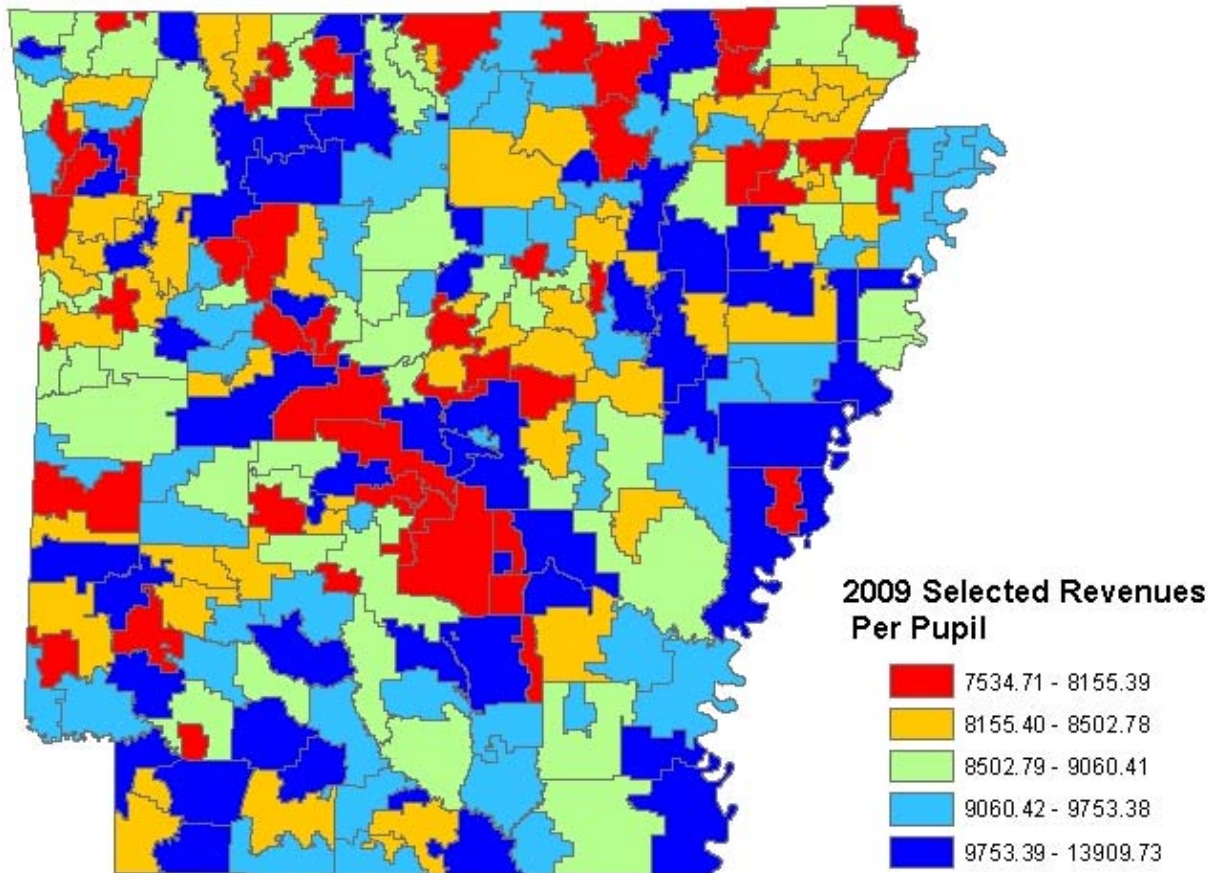 2009 Selected Revenues
Per Pupil
7534.71 - 8155.39
8155.40 - 8502.78
8502.79 - 9060.41
9060.42 - 9753.38
9753.39 - 13909.73